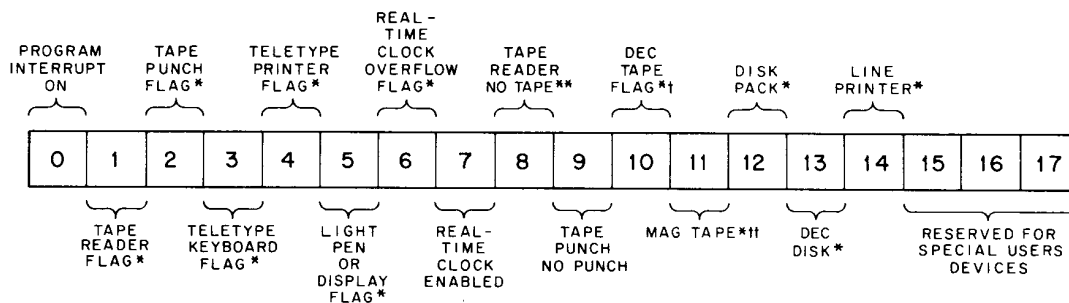 PROGRAM
INTERRUPT
ON
TAPE
PUNCH
FLAG*
TELETYPE
PRINTER
FLAG*
REAL-
TIME
CLOCK
OVERFLOW
FLAG*
TAPE
READER
NO TAPE**
DEC
TAPE
FLAG*†
DISK
PACK*
LINE
PRINTER*
0 1 2 3 4 5 6 7 8 9 10 11 12 13 14 15 16 17
TAPE
READER
FLAG*
TELETYPE
KEYBOARD
FLAG*
LIGHT
PEN
OR
DISPLAY
FLAG*
REAL-
TIME
CLOCK
ENABLED
TAPE
PUNCH
NO PUNCH
MAG TAPE*††
DEC
DISK*
RESERVED FOR
SPECIAL USERS
DEVICES